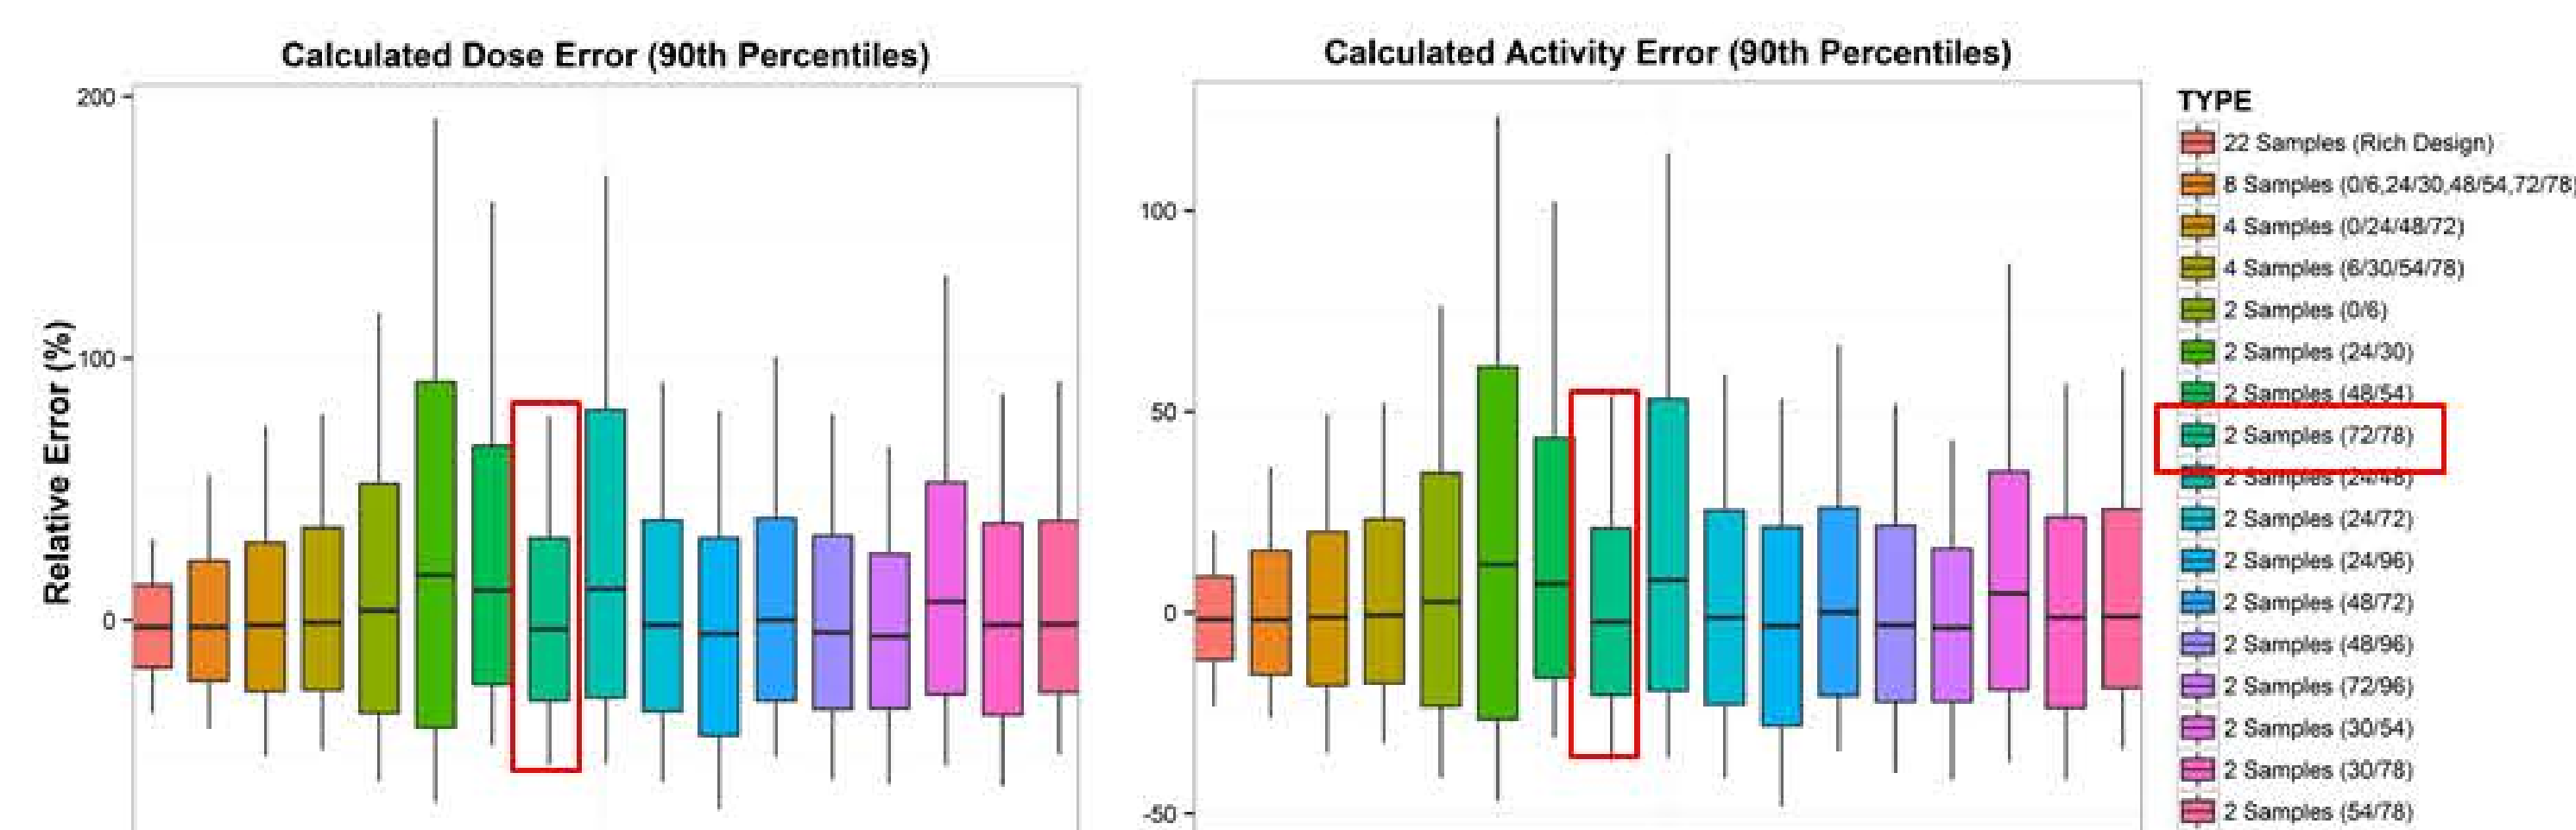 Calculated Dose Error (90th Percentiles)
Relative Error (%)
200
100
0
Calculated Activity Error (90th Percentiles)
100
50
0
-50
TYPE
22 Samples (Rich Design)
8 Samples (0/6,24/30,48/54,72/78)
4 Samples (0/24/48/72)
4 Samples (6/30/54/78)
2 Samples (0/6)
2 Samples (24/30)
2 Samples (48/54)
2 Samples (72/78)
2 Samples (24/48)
2 Samples (24/72)
2 Samples (24/96)
2 Samples (48/72)
2 Samples (48/96)
2 Samples (72/96)
2 Samples (30/54)
2 Samples (30/78)
2 Samples (54/78)